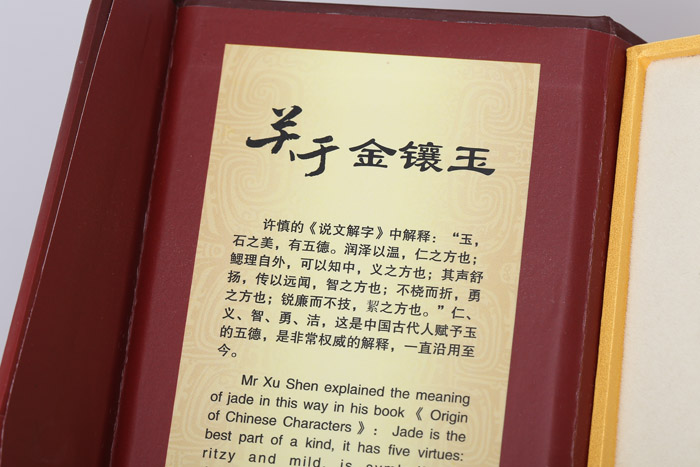 关于金镶玉
许慎的《说文解字》中解释：“玉，
石之美，有五德。润泽以温，仁之方也；
鳃理自外，可以知中，义之方也；其声舒
扬，传以远闻，智之方也；不桡而折，勇
之方也；锐廉而不技，絜之方也。”仁、
义、智、勇、洁，这是中国古代人赋予玉
的五德，是非常权威的解释，一直沿用至
今。
Mr Xu Shen explained the meaning
of jade in this way in his book《 Origin
of Chinese Characters 》: Jade is the
best part of a kind, it has five virtues:
ritzy and mild, is